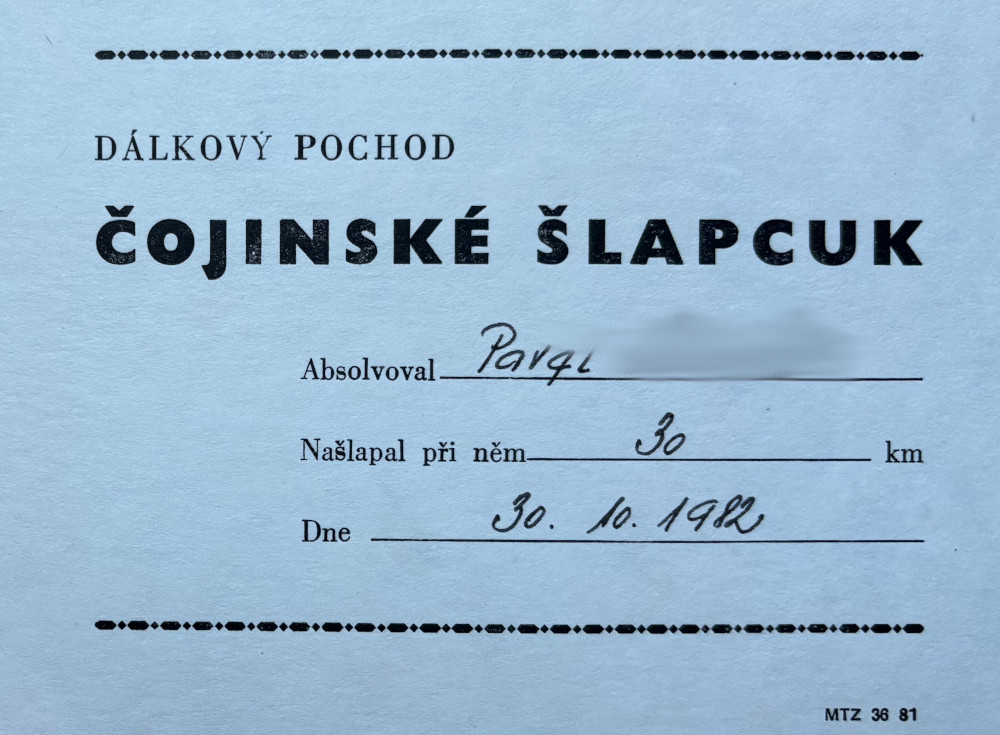 DÁLKOVÝ POCHOD
ČOJINSKÉ ŠLAPCUK
Absolvoval Pavel
Našlapal při něm 30 km
Dne 30. 10. 1982
MTZ 36 81